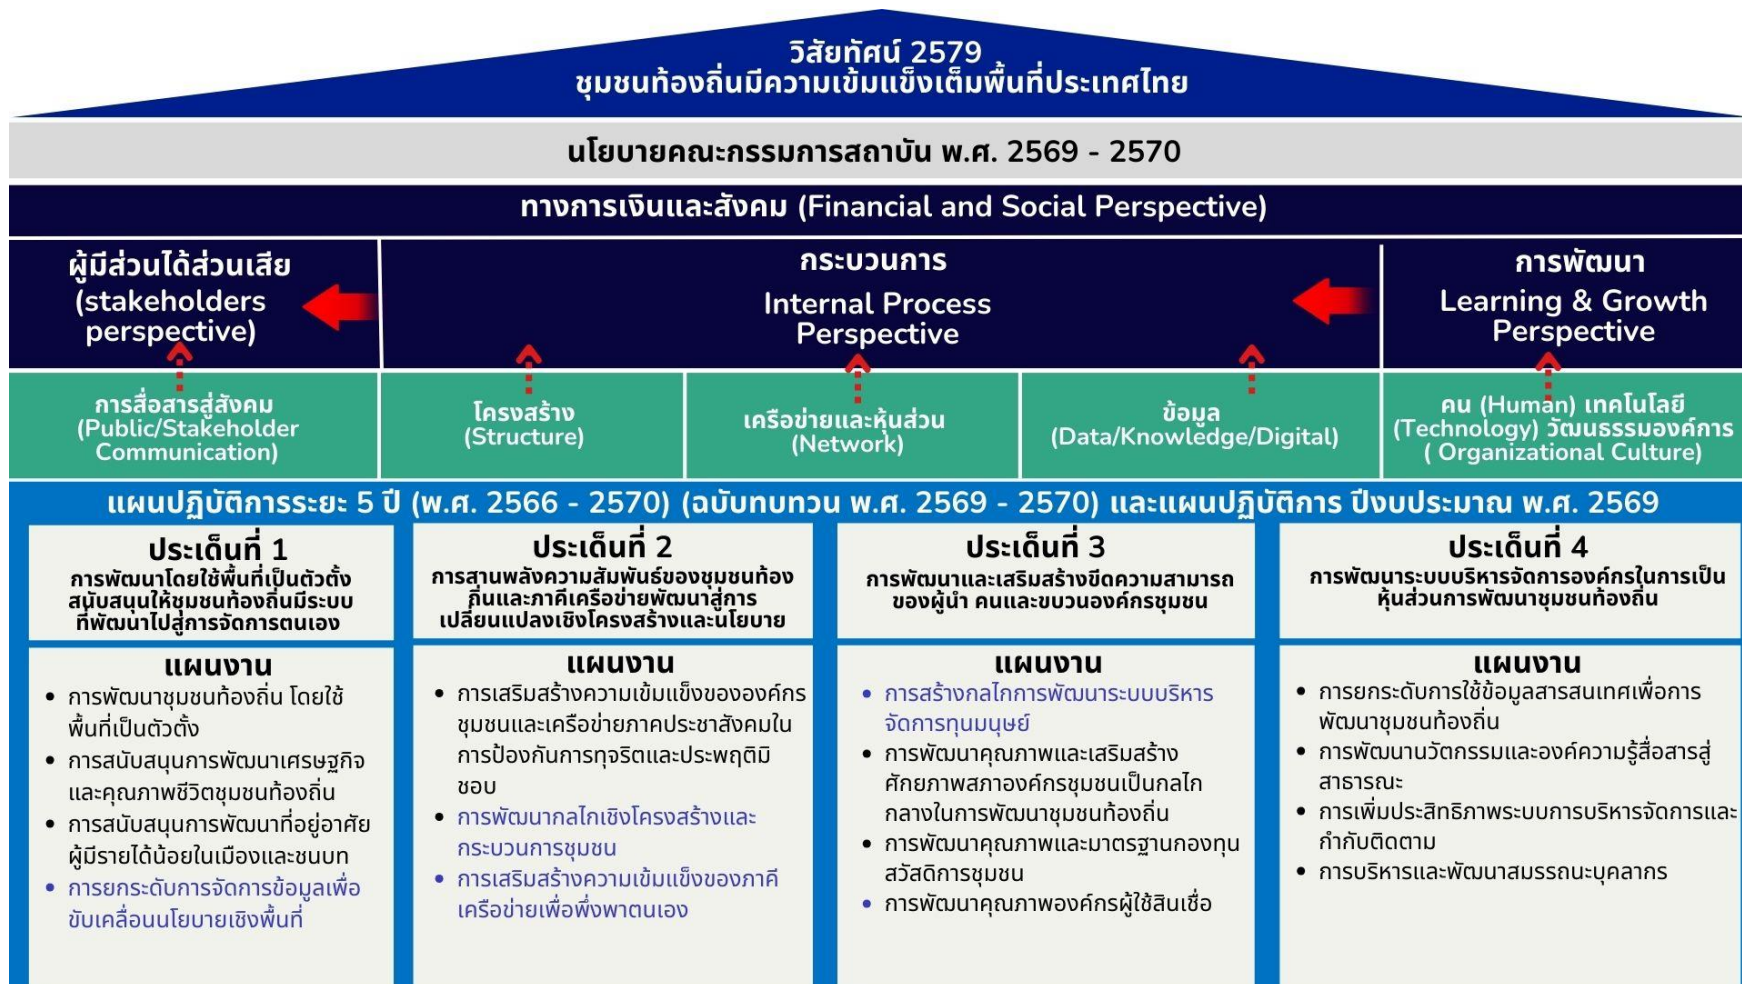 วิสัยทัศน์ 2579
ชุมชนท้องถิ่นมีความเข้มแข็งเต็มพื้นที่ประเทศไทย
นโยบายคณะกรรมการสถาบัน พ.ศ. 2569 - 2570
ทางการเงินและสังคม (Financial and Social Perspective)
ผู้มีส่วนได้ส่วนเสีย
(stakeholders
perspective)
กระบวนการ
Internal Process
Perspective
การพัฒนา
Learning & Growth
Perspective
การสื่อสารสู่สังคม
(Public/Stakeholder
Communication)
โครงสร้าง
(Structure)
เครือข่ายและหุ้นส่วน
(Network)
ข้อมูล
(Data/Knowledge/Digital)
คน (Human) เทคโนโลยี
(Technology) วัฒนธรรมองค์การ
( Organizational Culture)
แผนปฏิบัติการระยะ 5 ปี (พ.ศ. 2566 - 2570) (ฉบับทบทวน พ.ศ. 2569 - 2570) และแผนปฏิบัติการ ปีงบประมาณ พ.ศ. 2569
ประเด็นที่ 1
การพัฒนาโดยใช้พื้นที่เป็นตัวตั้ง
สนับสนุนให้ชุมชนท้องถิ่นมีระบบ
ที่พัฒนาไปสู่การจัดการตนเอง
แผนงาน
• การพัฒนาชุมชนท้องถิ่น โดยใช้
พื้นที่เป็นตัวตั้ง
• การสนับสนุนการพัฒนาเศรษฐกิจ
และคุณภาพชีวิตชุมชนท้องถิ่น
• การสนับสนุนการพัฒนาที่อยู่อาศัย
ผู้มีรายได้น้อยในเมืองและชนบท
• การยกระดับการจัดการข้อมูลเพื่อ
ขับเคลื่อนนโยบายเชิงพื้นที่
ประเด็นที่ 2
การสานพลังความสัมพันธ์ของชุมชนท้อง
ถิ่นและภาคีเครือข่ายพัฒนาสู่การ
เปลี่ยนแปลงเชิงโครงสร้างและนโยบาย
แผนงาน
• การเสริมสร้างความเข้มแข็งขององค์กร
ชุมชนและเครือข่ายภาคประชาสังคมใน
การป้องกันการทุจริตและประพฤติมิ
ชอบ
• การพัฒนากลไกเชิงโครงสร้างและ
กระบวนการชุมชน
• การเสริมสร้างความเข้มแข็งของภาคี
เครือข่ายเพื่อพึ่งพาตนเอง
ประเด็นที่ 3
การพัฒนาและเสริมสร้างขีดความสามารถ
ของผู้นำ คนและขบวนองค์กรชุมชน
แผนงาน
• การสร้างกลไกการพัฒนาระบบบริหาร
จัดการทุนมนุษย์
• การพัฒนาคุณภาพและเสริมสร้าง
ศักยภาพสภาองค์กรชุมชนเป็นกลไก
กลางในการพัฒนาชุมชนท้องถิ่น
• การพัฒนาคุณภาพและมาตรฐานกองทุน
สวัสดิการชุมชน
• การพัฒนาคุณภาพองค์กรผู้ใช้สินเชื่อ
ประเด็นที่ 4
การพัฒนาระบบบริหารจัดการองค์กรในการเป็น
หุ้นส่วนการพัฒนาชุมชนท้องถิ่น
แผนงาน
• การยกระดับการใช้ข้อมูลสารสนเทศเพื่อการ
พัฒนาชุมชนท้องถิ่น
• การพัฒนานวัตกรรมและองค์ความรู้สื่อสารสู่
สาธารณะ
• การเพิ่มประสิทธิภาพระบบการบริหารจัดการและ
กำกับติดตาม
• การบริหารและพัฒนาสมรรถนะบุคลากร